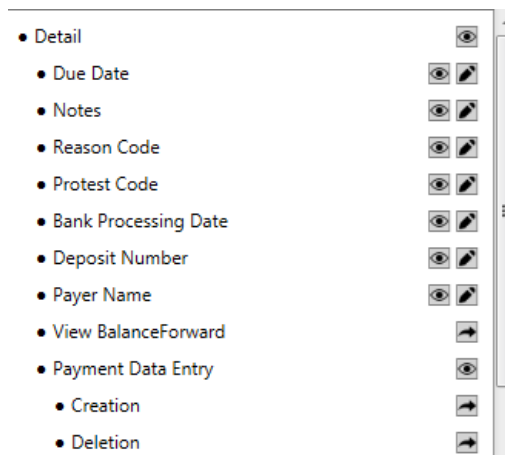 Detail
Due Date
Notes
Reason Code
Protest Code
Bank Processing Date
Deposit Number
Payer Name
View BalanceForward
Payment Data Entry
Creation
Deletion